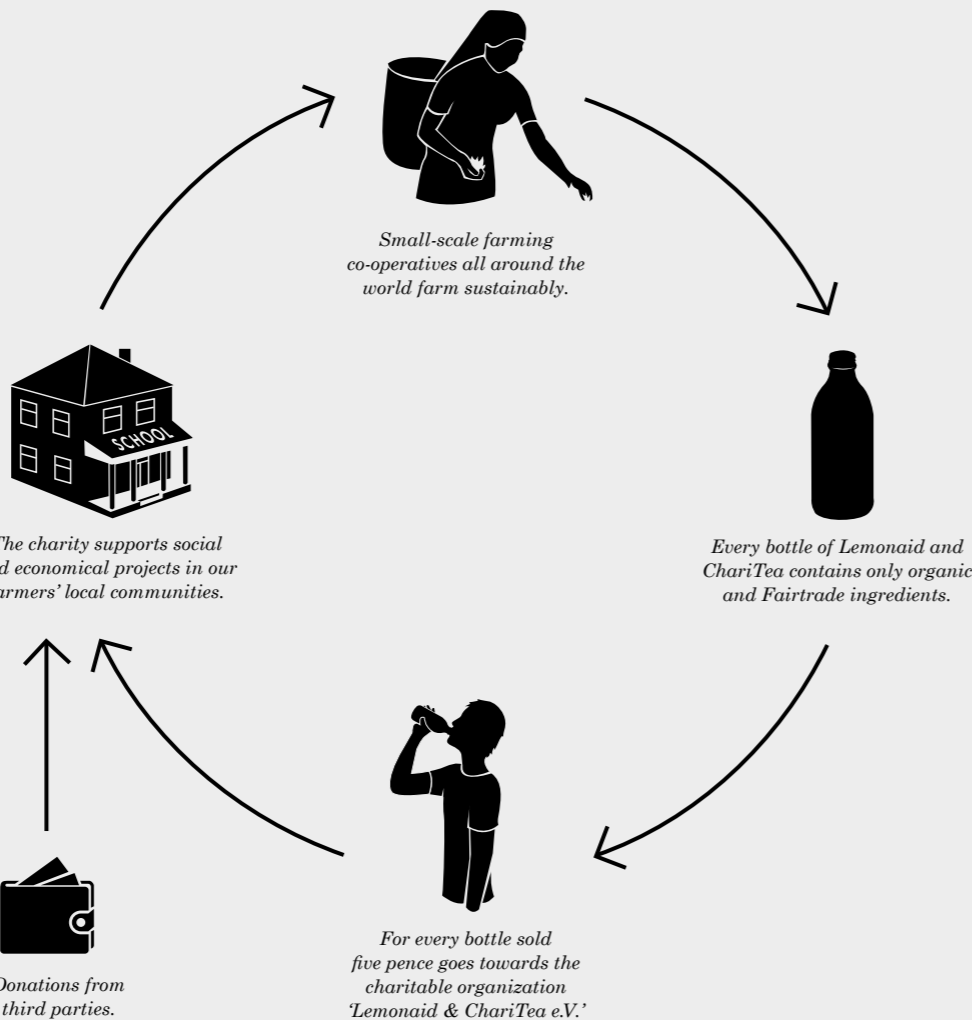 Small-scale farming
co-operatives all around the
world farm sustainably.
SCHOOL
The charity supports social
d economical projects in our
armers' local communities.
Every bottle of Lemonaid and
ChariTea contains only organic
and Fairtrade ingredients.
For every bottle sold
five pence goes towards the
charitable organization
'Lemonaid & ChariTea e.V.'
Donations from
third parties.